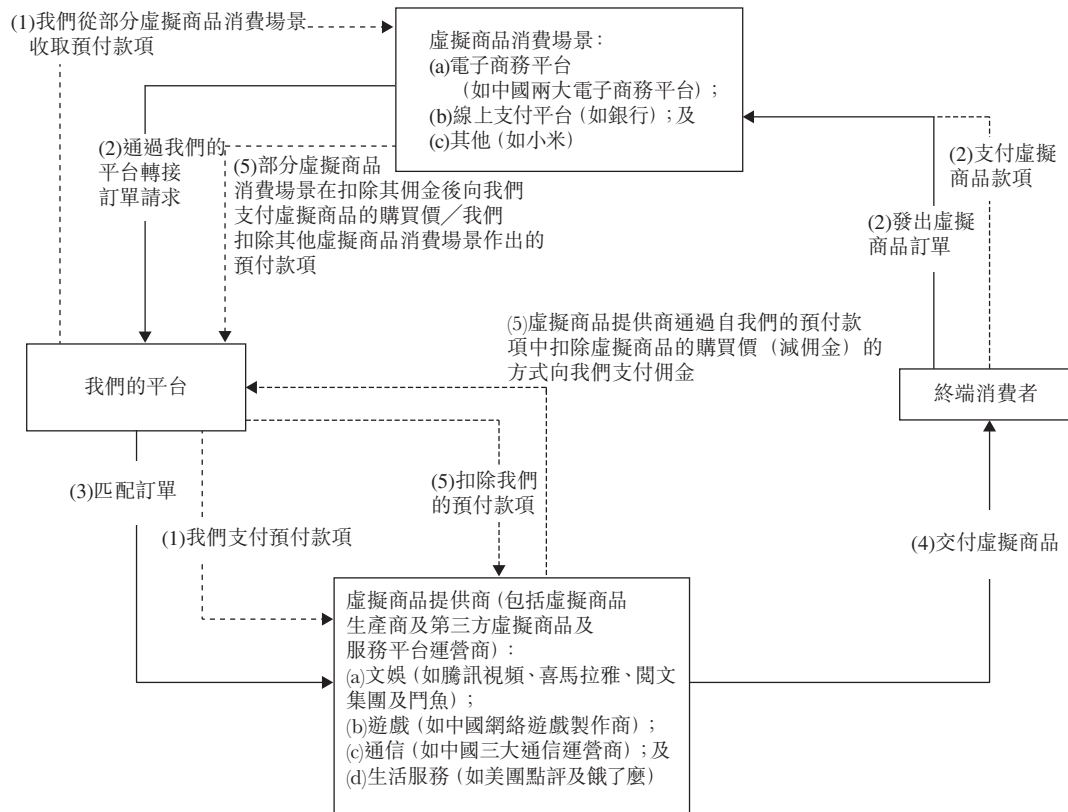 (1)我們從部分虛擬商品消費場景
收取預付款項
虛擬商品消費場景：
(a)電子商務平台
（如中國兩大電子商務平台）；
(b)線上支付平台（如銀行）；及
(c)其他（如小米）
(2)通過我們的
平台轉接
訂單請求
(5)部分虛擬商品
消費場景在扣除其佣金後向我們
支付虛擬商品的購買價／我們
扣除其他虛擬商品消費場景作出的
預付款項
(2)支付虛擬
商品款項
(2)發出虛擬
商品訂單
(5)虛擬商品提供商通過自我們的預付款
項中扣除虛擬商品的購買價（減佣金）的
方式向我們支付佣金
我們的平台
終端消費者
(3)匹配訂單
(5)扣除我們
的預付款項
(1)我們支付預付款項
(4)交付虛擬商品
虛擬商品提供商（包括虛擬商品
生產商及第三方虛擬商品及
服務平台運營商）：
(a)文娛（如騰訊視頻、喜馬拉雅、閱文
集團及鬥魚）；
(b)遊戲（如中國網絡遊戲製作商）；
(c)通信（如中國三大通信運營商）；及
(d)生活服務（如美團點評及餓了麼）